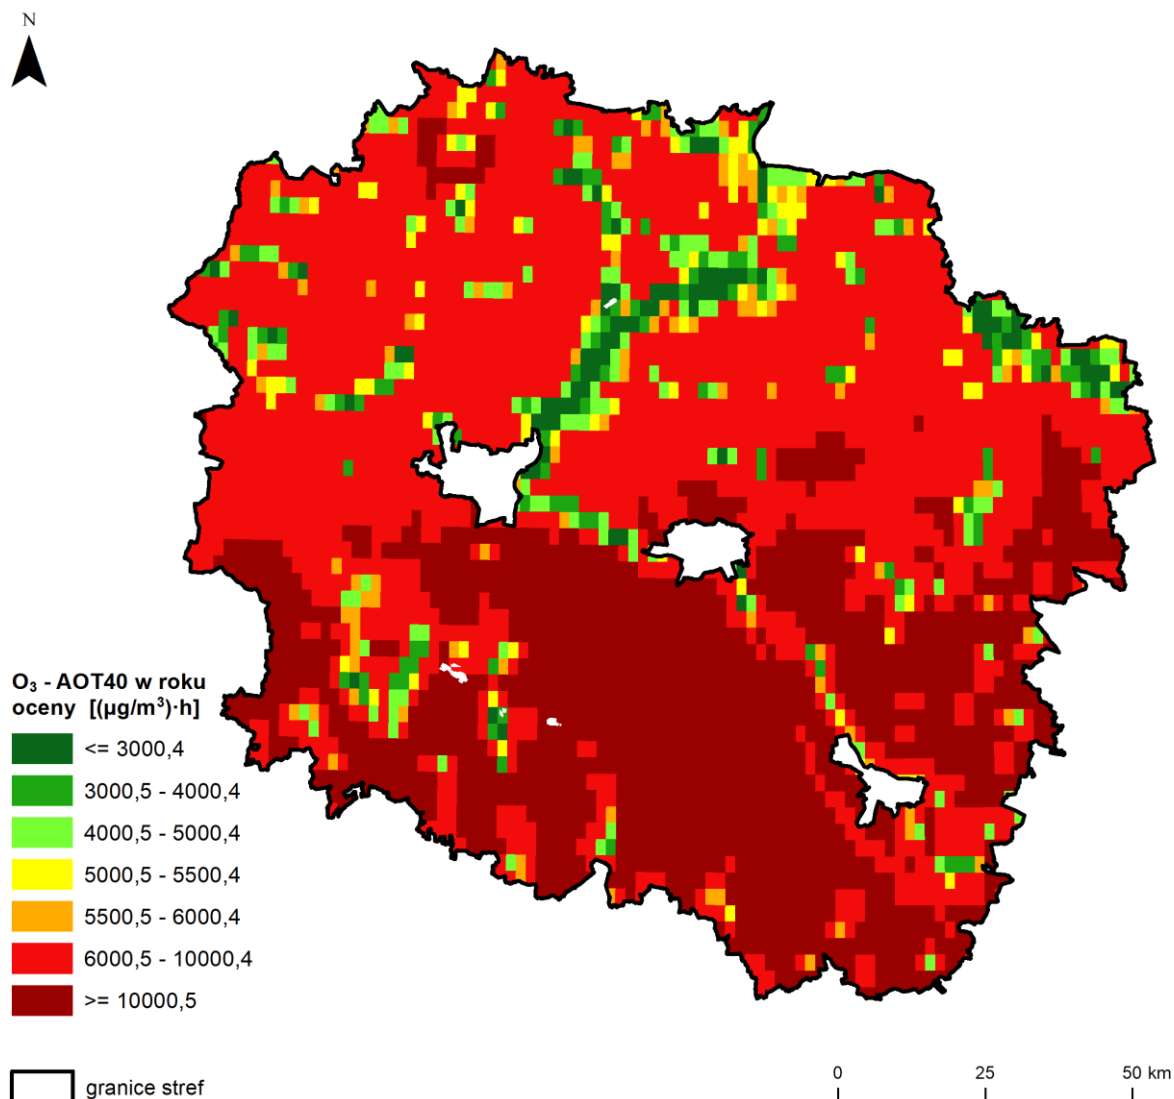 N
O₃ - AOT40 w roku
oceny [(µg/m³)·h]
<= 3000,4
3000,5 - 4000,4
4000,5 - 5000,4
5000,5 - 5500,4
5500,5 - 6000,4
6000,5 - 10000,4
>= 10000,5
granice stref
0 25 50 km